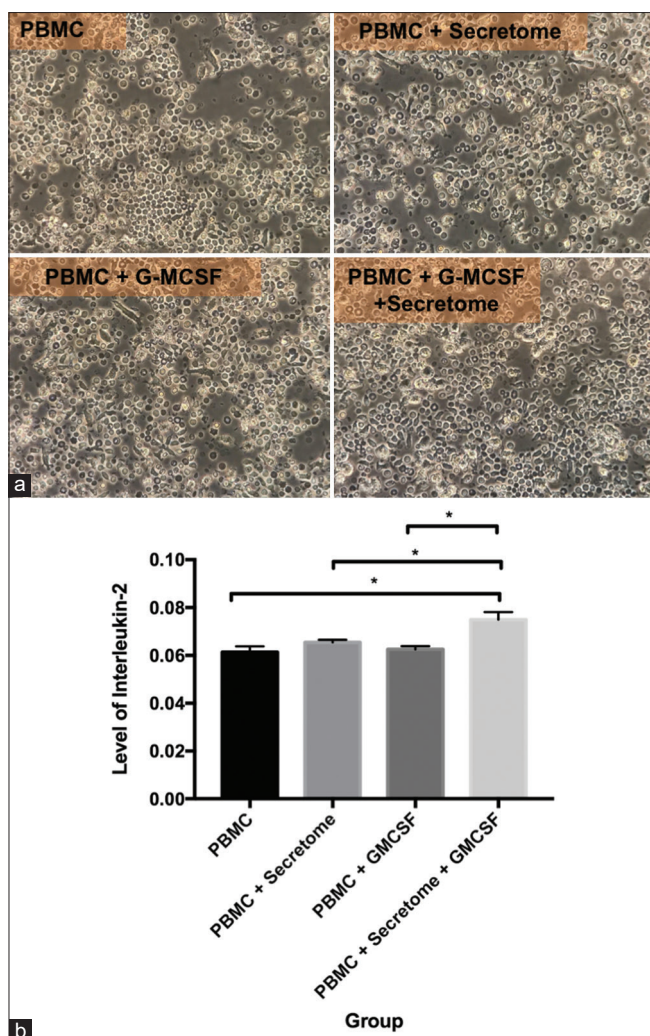 PBMC
PBMC + Secretome
PBMC + G-MCSF
PBMC + G-MCSF
+Secretome
a
*
*
*
0.10
0.08
0.06
0.04
0.02
0.00
Level of Interleukin-2
PBMC
PBMC + Secretome
PBMC + GMCSF
PBMC + Secretome + GMCSF
Group
b